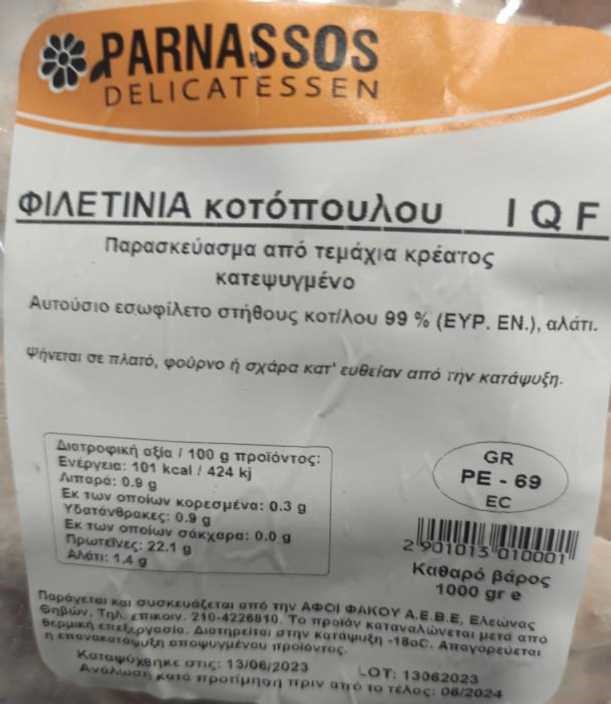 PARNASSOS
DELICATESSEN
ΦΙΛΕΤΙΝΙΑ κοτόπουλου IQF
Παρασκεύασμα από τεμάχια κρέατος
κατεψυγμένο
Αυτούσιο εσωφίλετο στήθους κοτ/λου 99 % (ΕΥΡ. ΕΝ.), αλάτι.
Ψήνεται σε πλατό, φούρνο ή σχάρα κατ' ευθείαν από την κατάψυξη.
Διατροφική αξία / 100 g προϊόντος:
Ενέργεια: 101 kcal / 424 kj
Λιπαρά: 0.9 g
Εκ των οποίων κορεσμένα: 0.3 g
Υδατάνθρακες: 0.9 g
Εκ των οποίων σάκχαρα: 0.0 g
Πρωτεΐνες: 22.1 g
Αλάτι: 1.4 g
GR
PE - 69
EC
2 901013 010001
Καθαρό βάρος
1000 gr e
Παράγεται και συσκευάζεται από την ΑΦΟΙ ΦΑΚΟΥ Α.Ε.Β.Ε, Ελεώνας
Θηβών, Τηλ. επικοιν. 210-4226810. Το προϊόν καταναλώνεται μετά από
θερμική επεξεργασία. Διατηρείται στην κατάψυξη -18οC. Απαγορεύεται
η επανακατάψυξη αποψυγμένου προϊόντος.
Καταψύχθηκε στις: 13/06/2023 LOT: 13062023
Ανάλωση κατά προτίμηση πριν από το τέλος: 06/2024